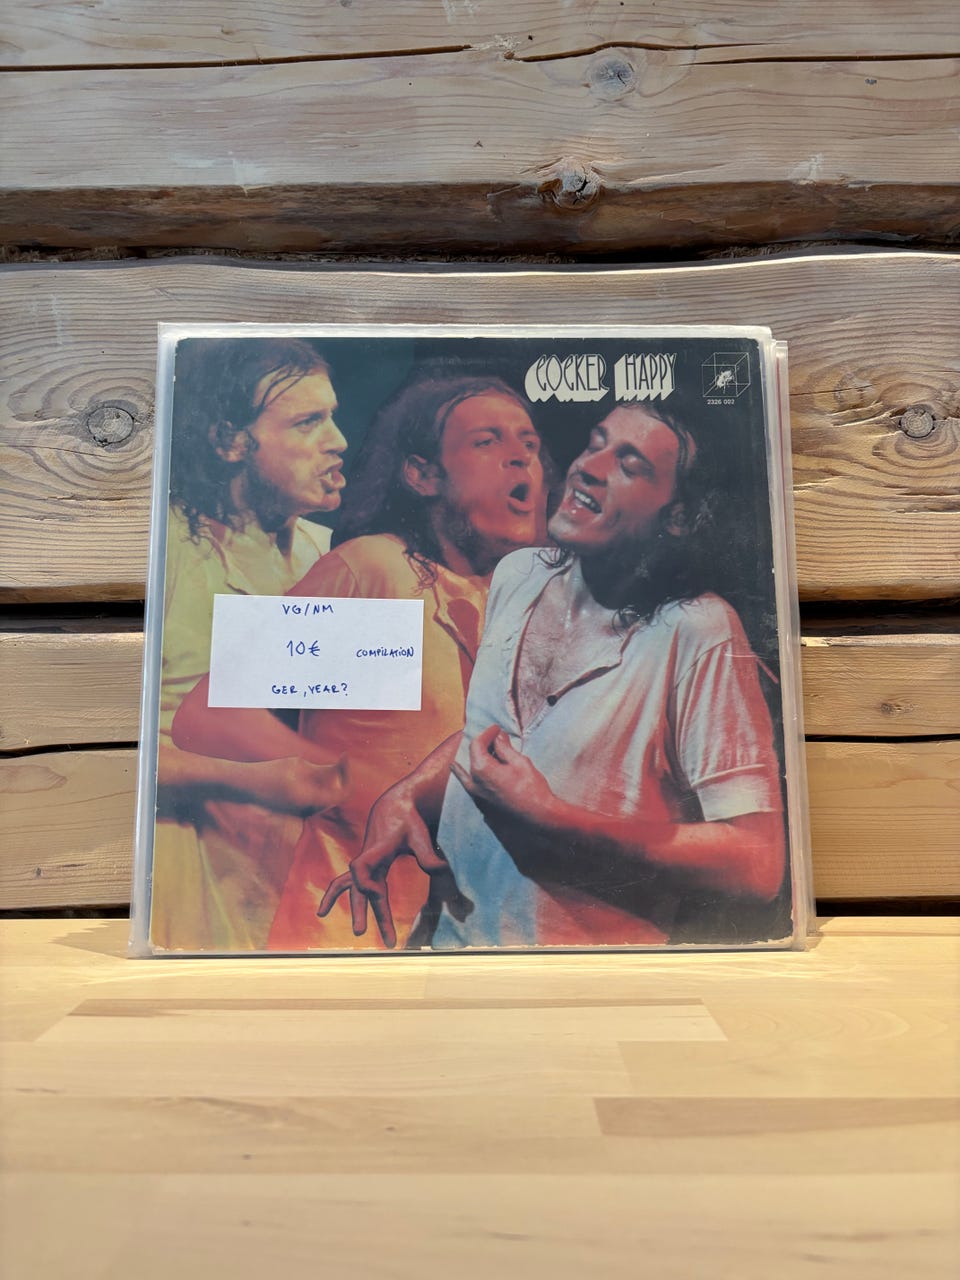 COCKER HAPPY
2326 002
VG/NM
10€ COMPILATION
GER, YEAR?